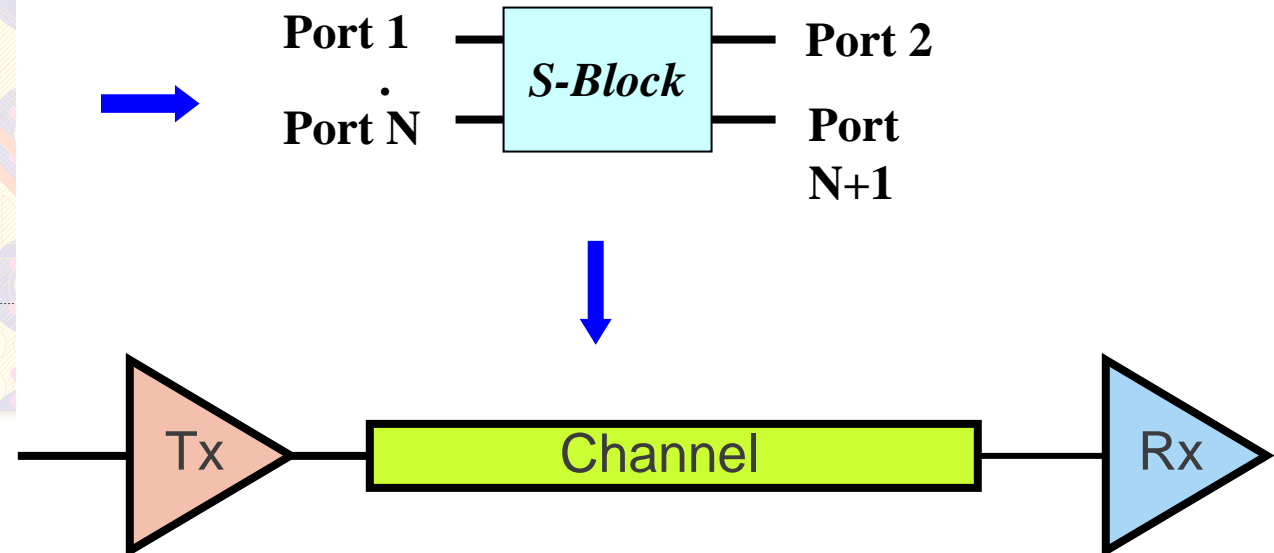 Port 1
.
Port N
S-Block
Port 2
Port
N+1
Tx
Channel
Rx